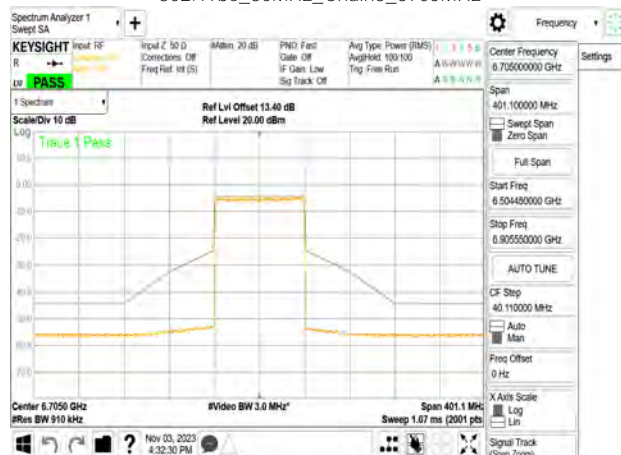 Spectrum Analyzer 1
Swept SA
Frequency
KEYSIGHT
Input: RF
Input Z: 50 Ω
#Atten: 20 dB
PNO: Fast
Avg Type: Power (RMS)
Corrections: Off
Gate: Off
Avg|Hold: 100/100
Freq Ref: Int (S)
IF Gain: Low
Trig: Free Run
Sig Track: Off
PASS
Center Frequency
6.705000000 GHz
Settings
Span
401.100000 MHz
Swept Span
Zero Span
Full Span
Start Freq
6.504450000 GHz
Stop Freq
6.905550000 GHz
AUTO TUNE
CF Step
40.110000 MHz
Auto
Man
Freq Offset
0 Hz
X Axis Scale
Log
Lin
Signal Track
(Span Zoom)
1 Spectrum
Scale/Div 10 dB
Ref Lvl Offset 13.40 dB
Ref Level 20.00 dBm
Log
Trace 1 Pass
Center 6.7050 GHz
#Video BW 3.0 MHz*
Span 401.1 MHz
#Res BW 910 kHz
Sweep 1.07 ms (2001 pts
Nov 03, 2023
4:32:30 PM